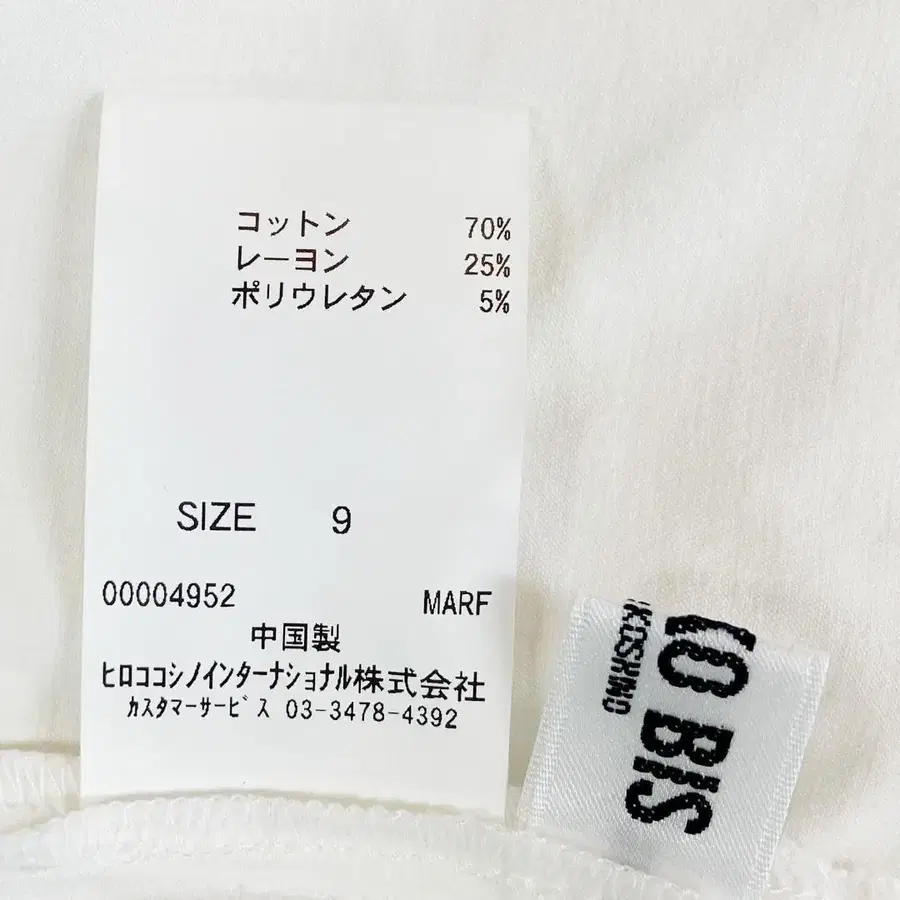 コットン 70%
レーヨン 25%
ポリウレタン 5%
SIZE 9
00004952 MARF
中国製
ヒロココシノインターナショナル株式会社
カスタマーサービス 03-3478-4392
BIS